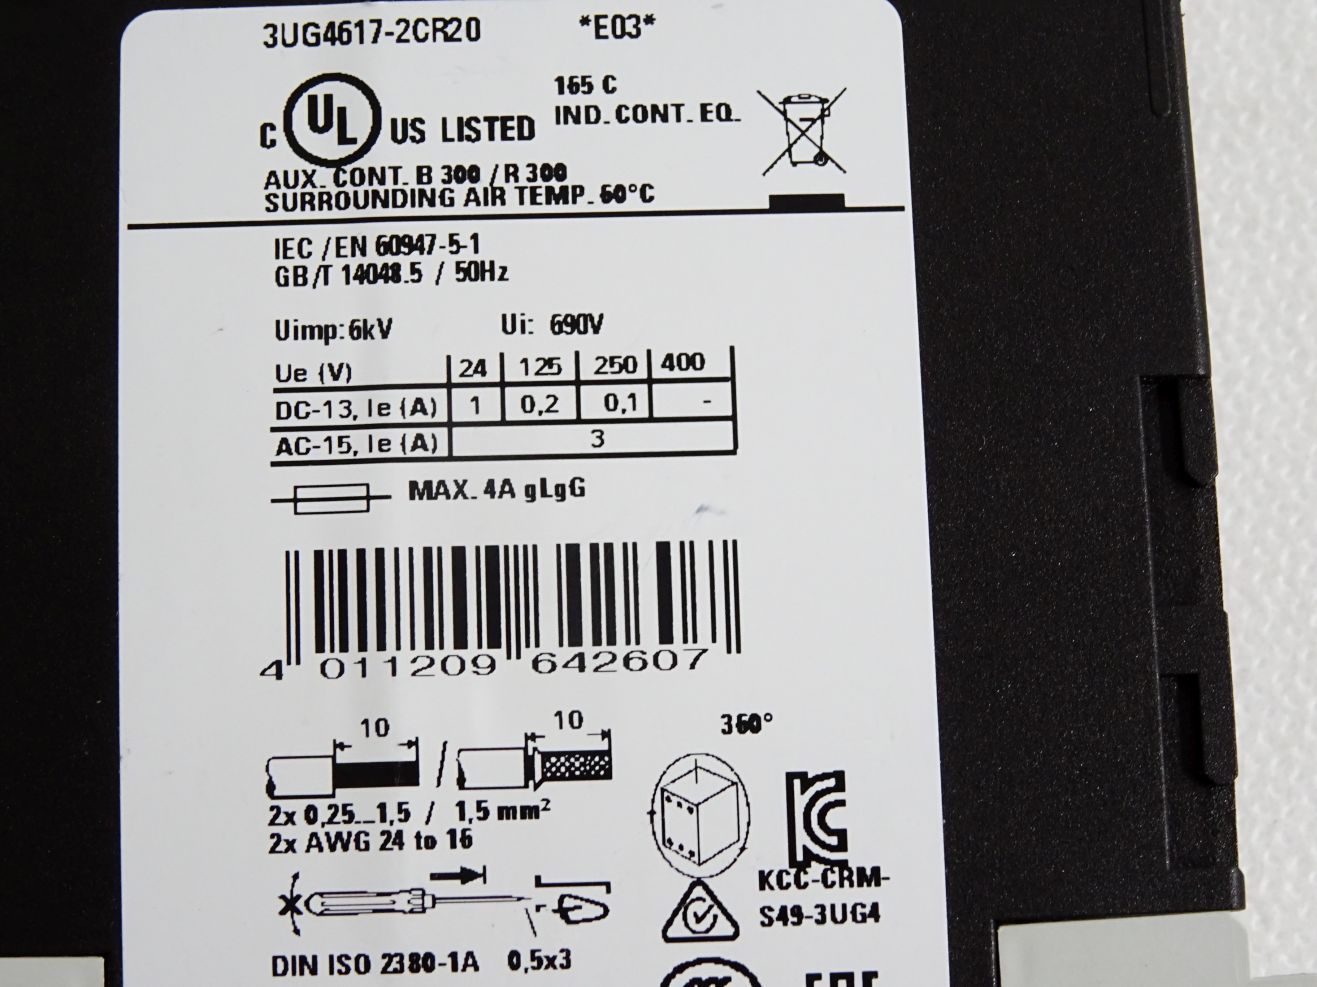 3UG4617-2CR20 *E03*
165 C
IND. CONT. EQ.
C UL US LISTED
AUX. CONT. B 300 / R 300
SURROUNDING AIR TEMP. 60°C
IEC / EN 60947-5-1
GB/T 14048.5 / 50Hz
Uimp: 6kV Ui: 690V
Ue (V) 24 125 250 400
DC-13, Ie (A) 1 0,2 0,1 -
AC-15, Ie (A) 3
MAX. 4A gLgG
4 011209 642607
10 10 360°
2x 0,25...1,5 / 1,5 mm²
2x AWG 24 to 16
KCC-CRM-
S49-3UG4
DIN ISO 2380-1A 0,5x3